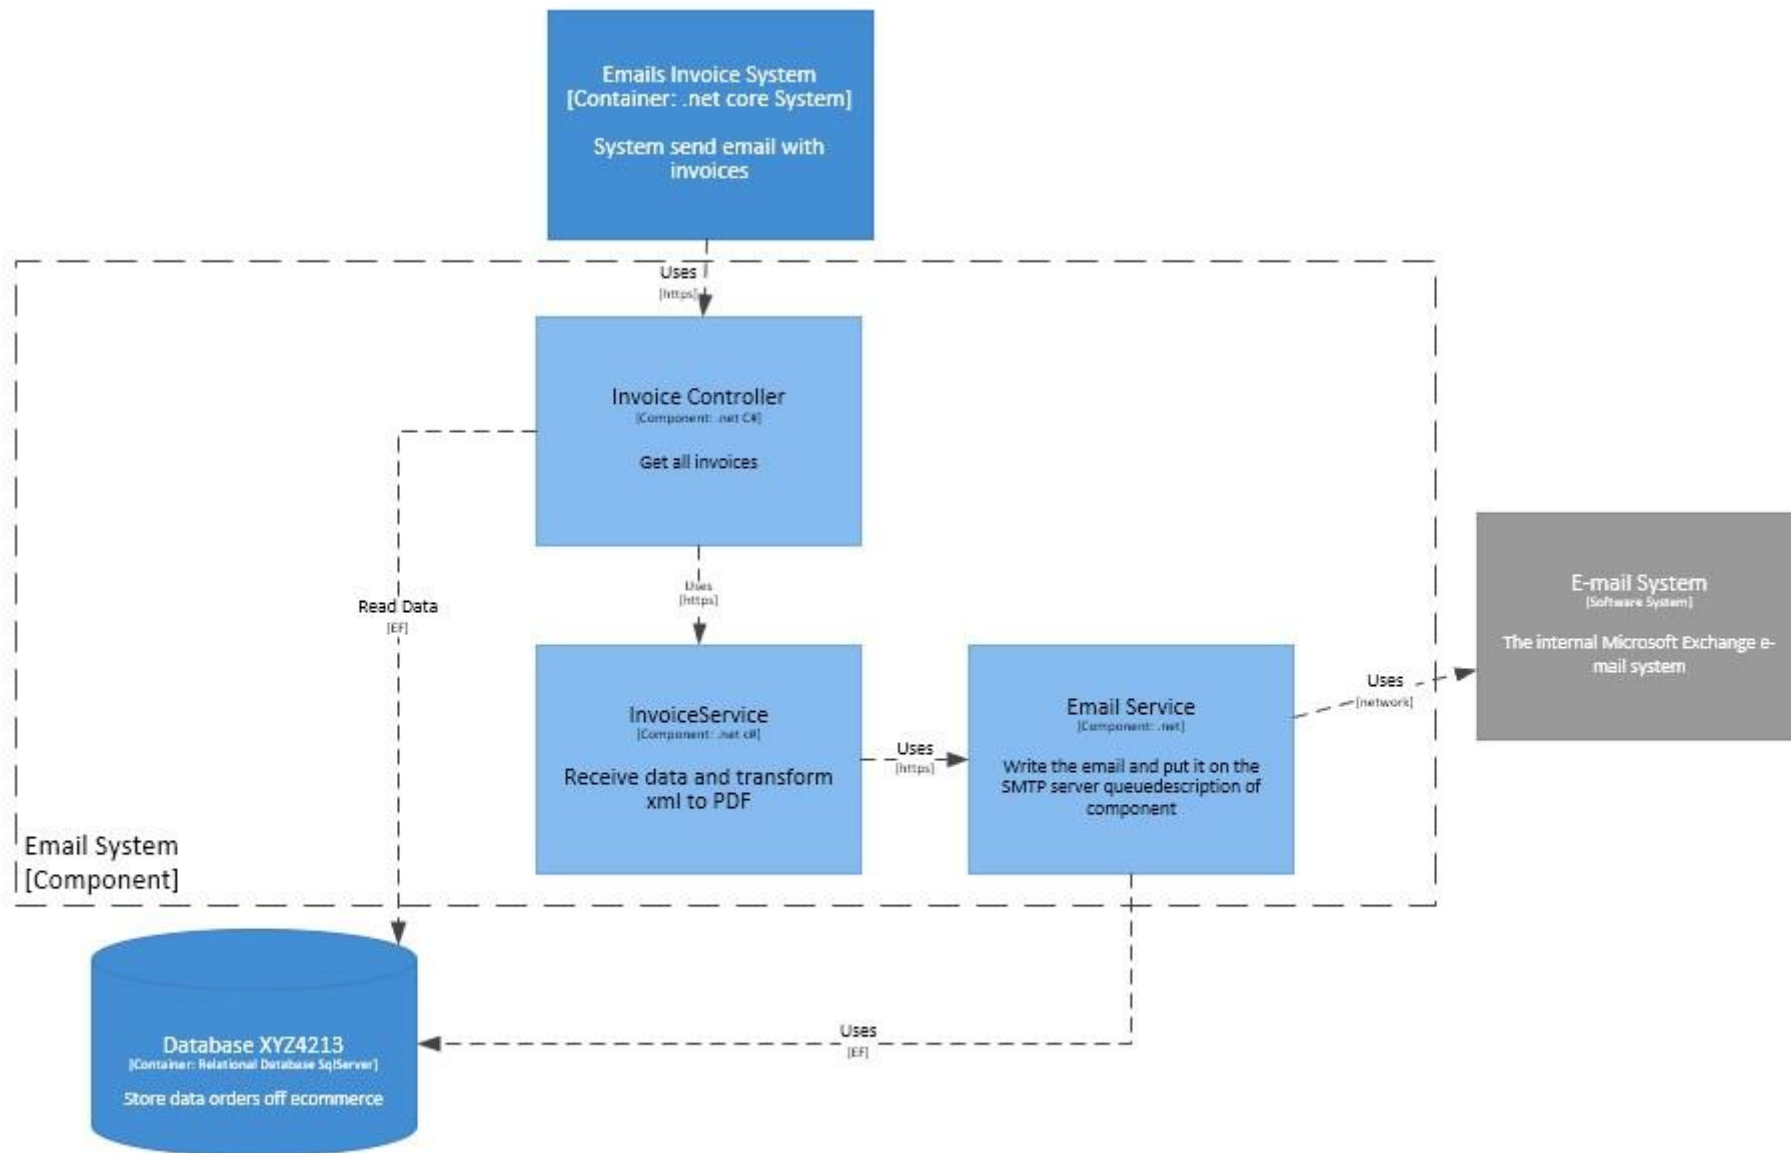 Emails Invoice System
[Container: .net core System]
System send email with
invoices
Uses
[https]
Invoice Controller
[Component: .net C#]
Get all invoices
Read Data
[EF]
Uses
[https]
E-mail System
[Software System]
The internal Microsoft Exchange e-
mail system
InvoiceService
[Component: .net c#]
Receive data and transform
xml to PDF
Uses
[https]
Email Service
[Component: .net]
Write the email and put it on the
SMTP server queuedescription of
component
Uses
[network]
Email System
[Component]
Database XYZ4213
[Container: Relational Database SqlServer]
Store data orders off ecommerce
Uses
[EF]